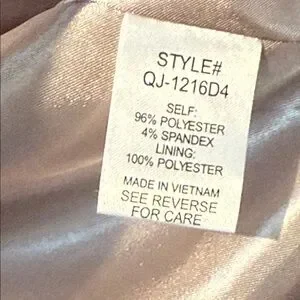 STYLE#
QJ-1216D4
SELF:
96% POLYESTER
4% SPANDEX
LINING:
100% POLYESTER
MADE IN VIETNAM
SEE REVERSE
FOR CARE